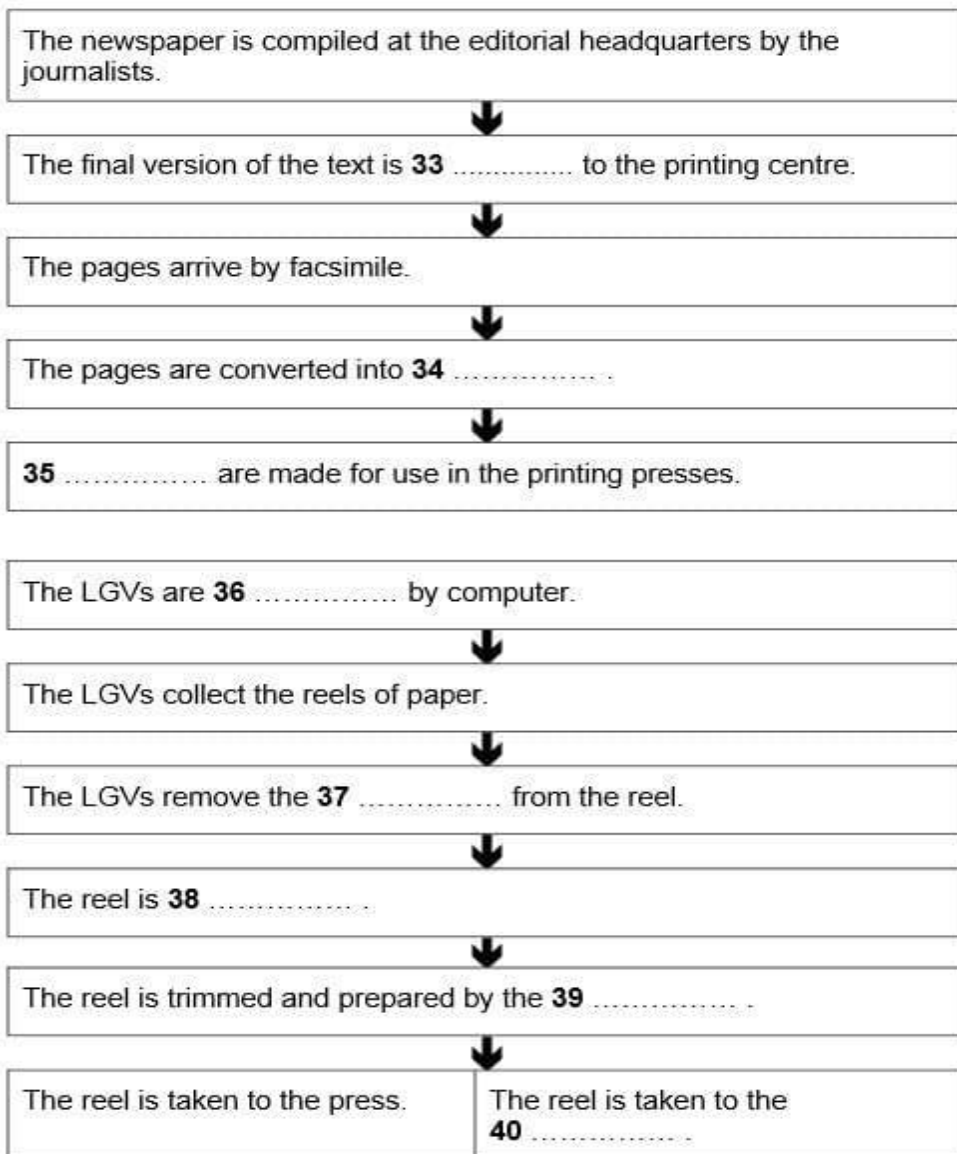 The newspaper is compiled at the editorial headquarters by the
journalists.
The final version of the text is 33 ............... to the printing centre.
The pages arrive by facsimile.
The pages are converted into 34 ............... .
35 ............... are made for use in the printing presses.
The LGVs are 36 ............... by computer.
The LGVs collect the reels of paper.
The LGVs remove the 37 ............... from the reel.
The reel is 38 ............... .
The reel is trimmed and prepared by the 39 ............... .
The reel is taken to the press.
The reel is taken to the
40 ............... .